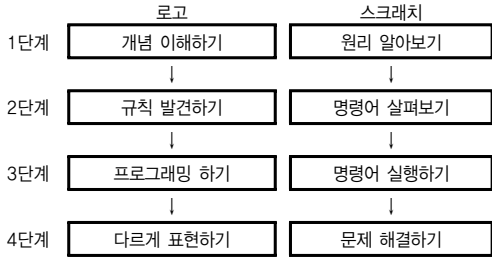 로고 스크래치
1단계 개념 이해하기 원리 알아보기
↓ ↓
2단계 규칙 발견하기 명령어 살펴보기
↓ ↓
3단계 프로그래밍 하기 명령어 실행하기
↓ ↓
4단계 다르게 표현하기 문제 해결하기